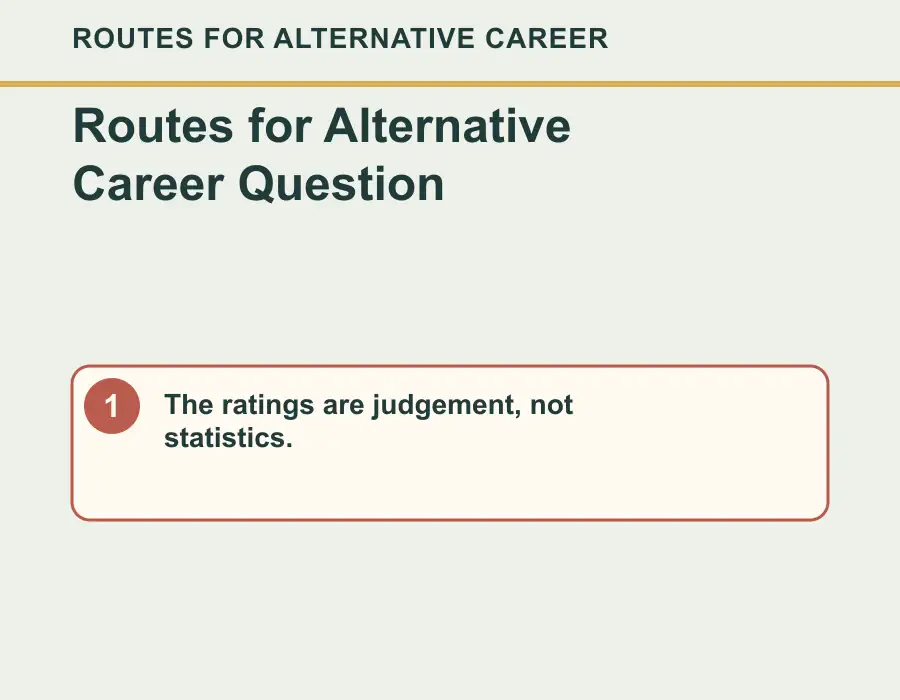 ROUTES FOR ALTERNATIVE CAREER
Routes for Alternative
Career Question
1
The ratings are judgement, not
statistics.